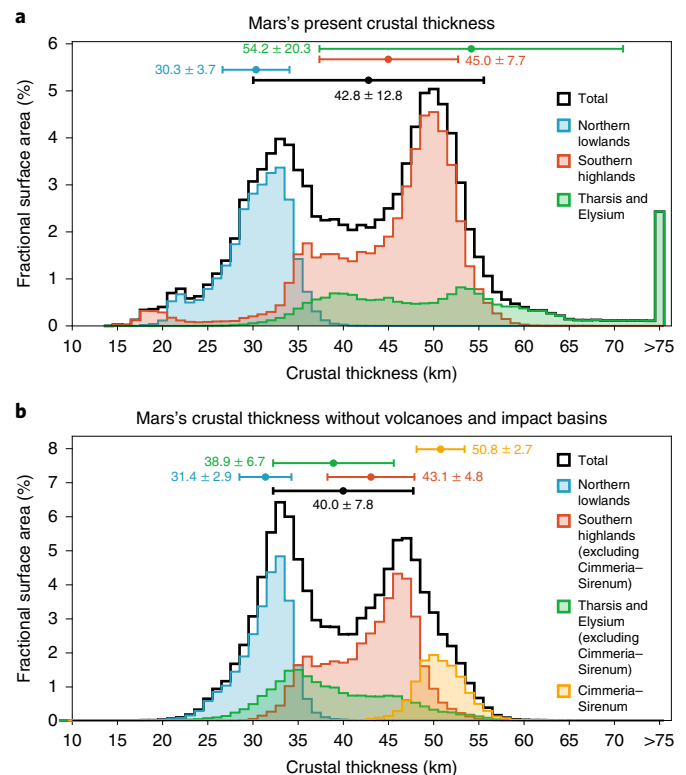 a
Mars's present crustal thickness
6
5
4
3
2
1
0
Fractional surface area (%)
54.2 ± 20.3
45.0 ± 7.7
30.3 ± 3.7
42.8 ± 12.8
Total
Northern
lowlands
Southern
highlands
Tharsis and
Elysium
10 15 20 25 30 35 40 45 50 55 60 65 70 >75
Crustal thickness (km)
b
Mars's crustal thickness without volcanoes and impact basins
8
7
6
5
4
3
2
1
0
Fractional surface area (%)
50.8 ± 2.7
38.9 ± 6.7
31.4 ± 2.9
43.1 ± 4.8
40.0 ± 7.8
Total
Northern
lowlands
Southern
highlands
(excluding
Cimmeria–
Sirenum)
Tharsis and
Elysium
(excluding
Cimmeria–
Sirenum)
Cimmeria–
Sirenum
10 15 20 25 30 35 40 45 50 55 60 65 70 >75
Crustal thickness (km)